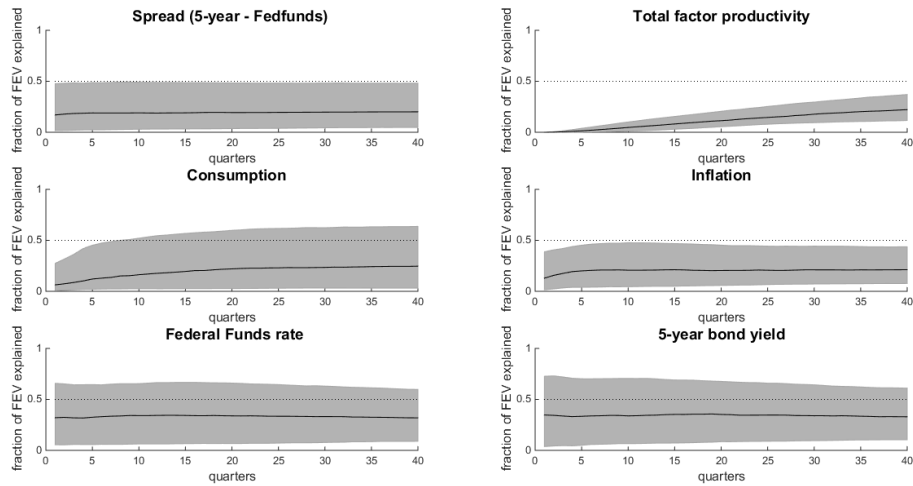 Spread (5-year - Fedfunds)
fraction of FEV explained
1
0.5
0
0 5 10 15 20 25 30 35 40
quarters
Total factor productivity
fraction of FEV explained
1
0.5
0
0 5 10 15 20 25 30 35 40
quarters
Consumption
fraction of FEV explained
1
0.5
0
0 5 10 15 20 25 30 35 40
quarters
Inflation
fraction of FEV explained
1
0.5
0
0 5 10 15 20 25 30 35 40
quarters
Federal Funds rate
fraction of FEV explained
1
0.5
0
0 5 10 15 20 25 30 35 40
quarters
5-year bond yield
fraction of FEV explained
1
0.5
0
0 5 10 15 20 25 30 35 40
quarters